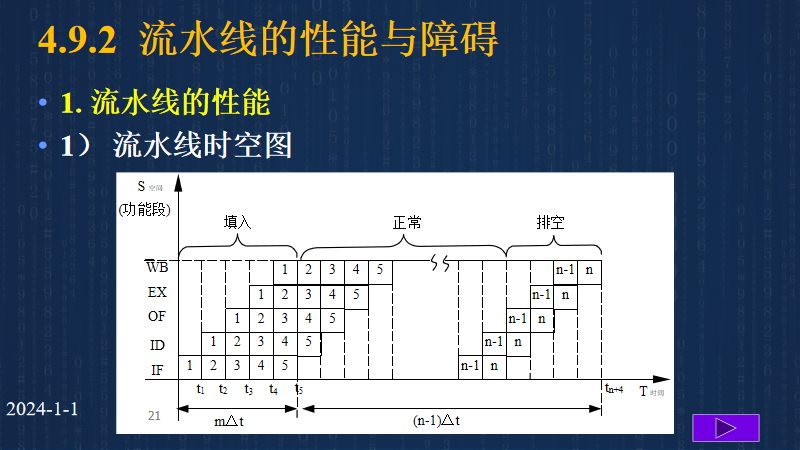 4.9.2 流水线的性能与障碍
• 1. 流水线的性能
• 1） 流水线时空图
S 空间
(功能段)
填入 正常 排空
WB 1 2 3 4 5 n-1 n
EX 1 2 3 4 5 n-1 n
OF 1 2 3 4 5 n-1 n
ID 1 2 3 4 5 n-1 n
IF 1 2 3 4 5 n-1 n
t1 t2 t3 t4 t5 tn+4 T 时间
m△t (n-1)△t
2024-1-1
21